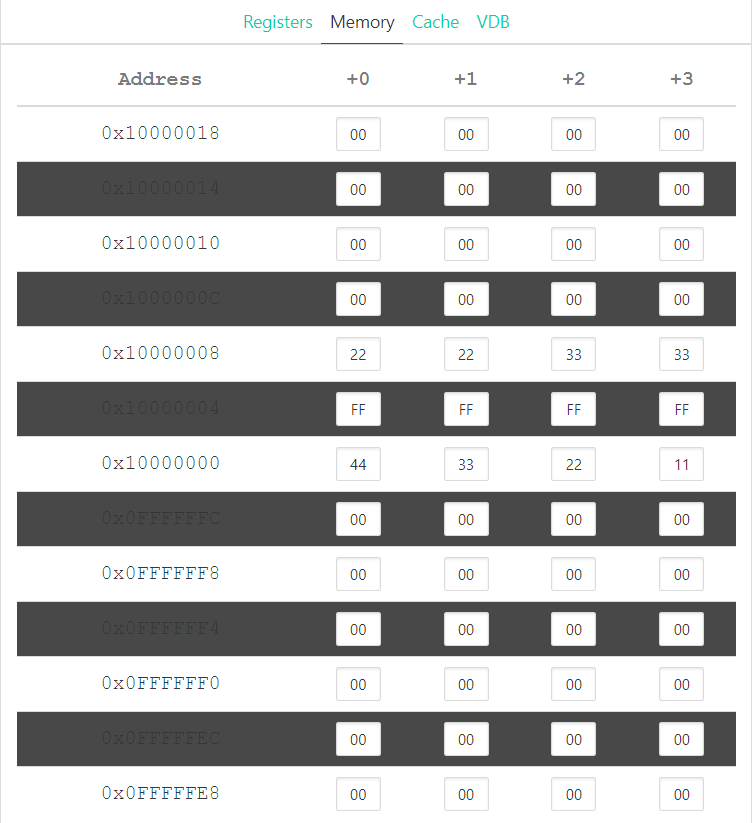 Registers Memory Cache VDB
Address +0 +1 +2 +3
0x10000018 00 00 00 00
0x10000014 00 00 00 00
0x10000010 00 00 00 00
0x1000000C 00 00 00 00
0x10000008 22 22 33 33
0x10000004 FF FF FF FF
0x10000000 44 33 22 11
0x0FFFFFFC 00 00 00 00
0x0FFFFFF8 00 00 00 00
0x0FFFFFF4 00 00 00 00
0x0FFFFFF0 00 00 00 00
0x0FFFFFEC 00 00 00 00
0x0FFFFFE8 00 00 00 00